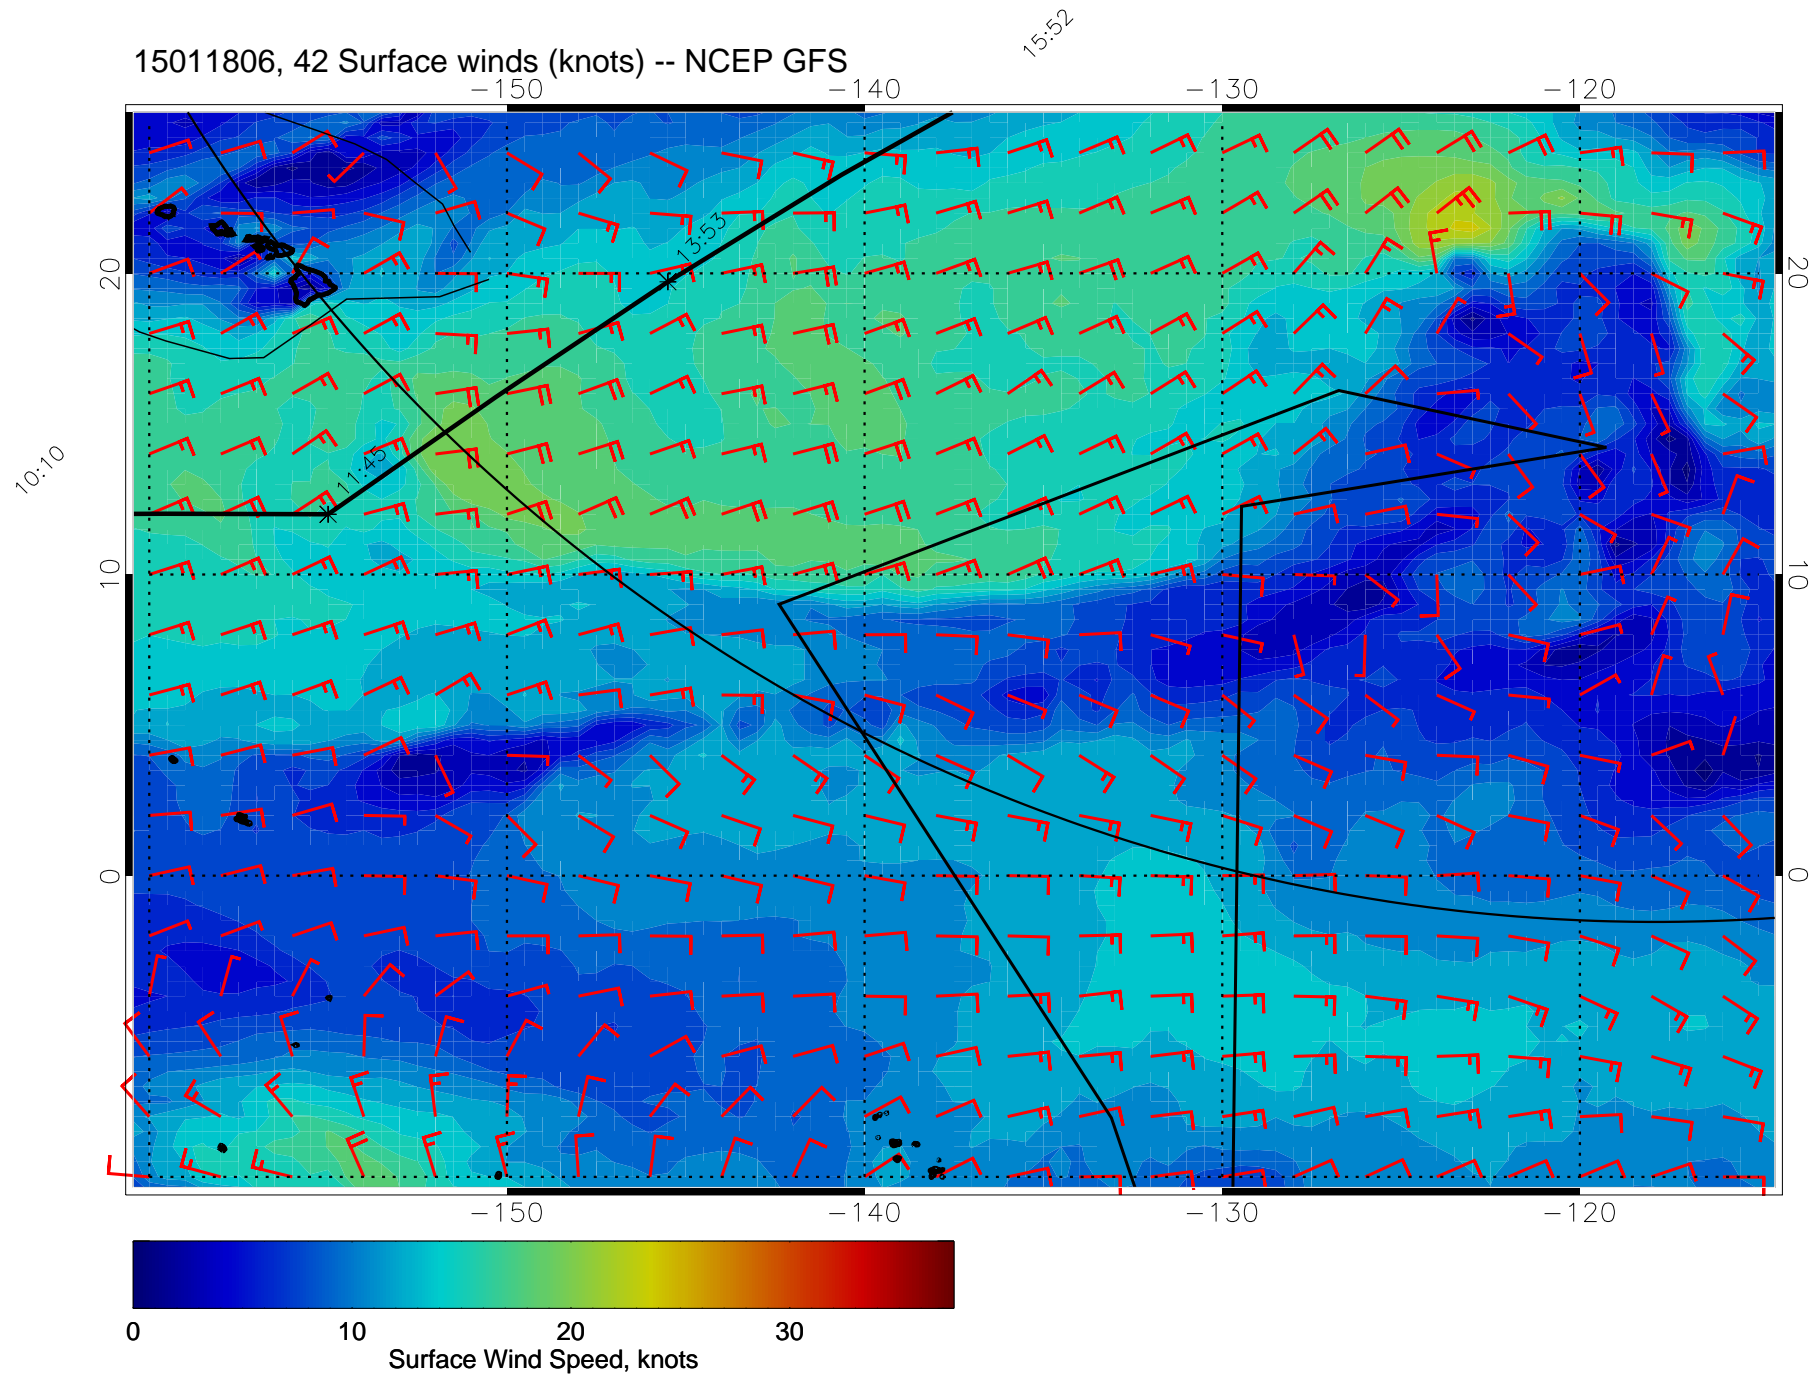 15:52
15011806, 42 Surface winds (knots) -- NCEP GFS
-150 -140 -130 -120
13:53
20 20
11:45
10:10
10 10
0 0
-150 -140 -130 -120
0 10 20 30
Surface Wind Speed, knots